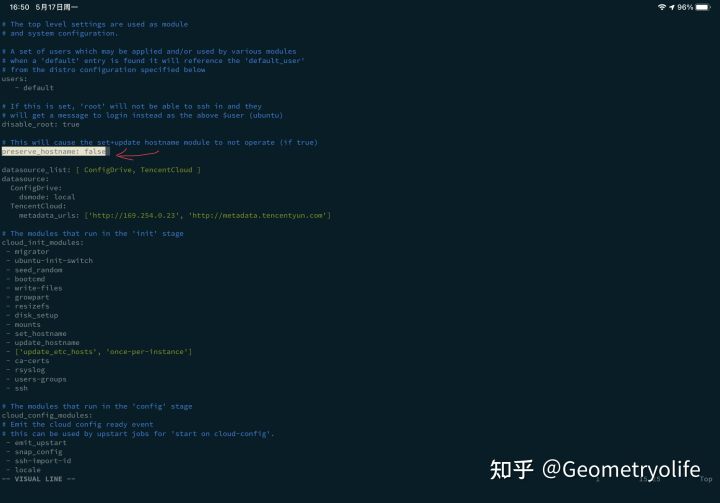 16:50 5月17日周一
96%
# The top level settings are used as module
# and system configuration.
# A set of users which may be applied and/or used by various modules
# when a 'default' entry is found it will reference the 'default_user'
# from the distro configuration specified below
users:
- default
# If this is set, 'root' will not be able to ssh in and they
# will get a message to login instead as the above $user (ubuntu)
disable_root: true
# This will cause the set+update hostname module to not operate (if true)
preserve_hostname: false
datasource_list: [ ConfigDrive, TencentCloud ]
datasource:
ConfigDrive:
dsmode: local
TencentCloud:
metadata_urls: ['http://169.254.0.23', 'http://metadata.tencentyun.com']
# The modules that run in the 'init' stage
cloud_init_modules:
- migrator
- ubuntu-init-switch
- seed_random
- bootcmd
- write-files
- growpart
- resizefs
- disk_setup
- mounts
- set_hostname
- update_hostname
- ['update_etc_hosts', 'once-per-instance']
- ca-certs
- rsyslog
- users-groups
- ssh
# The modules that run in the 'config' stage
cloud_config_modules:
# Emit the cloud config ready event
# this can be used by upstart jobs for 'start on cloud-config'.
- emit_upstart
- snap_config
- ssh-import-id
- locale
-- VISUAL LINE -- 1 Top
知乎 @Geometryolife